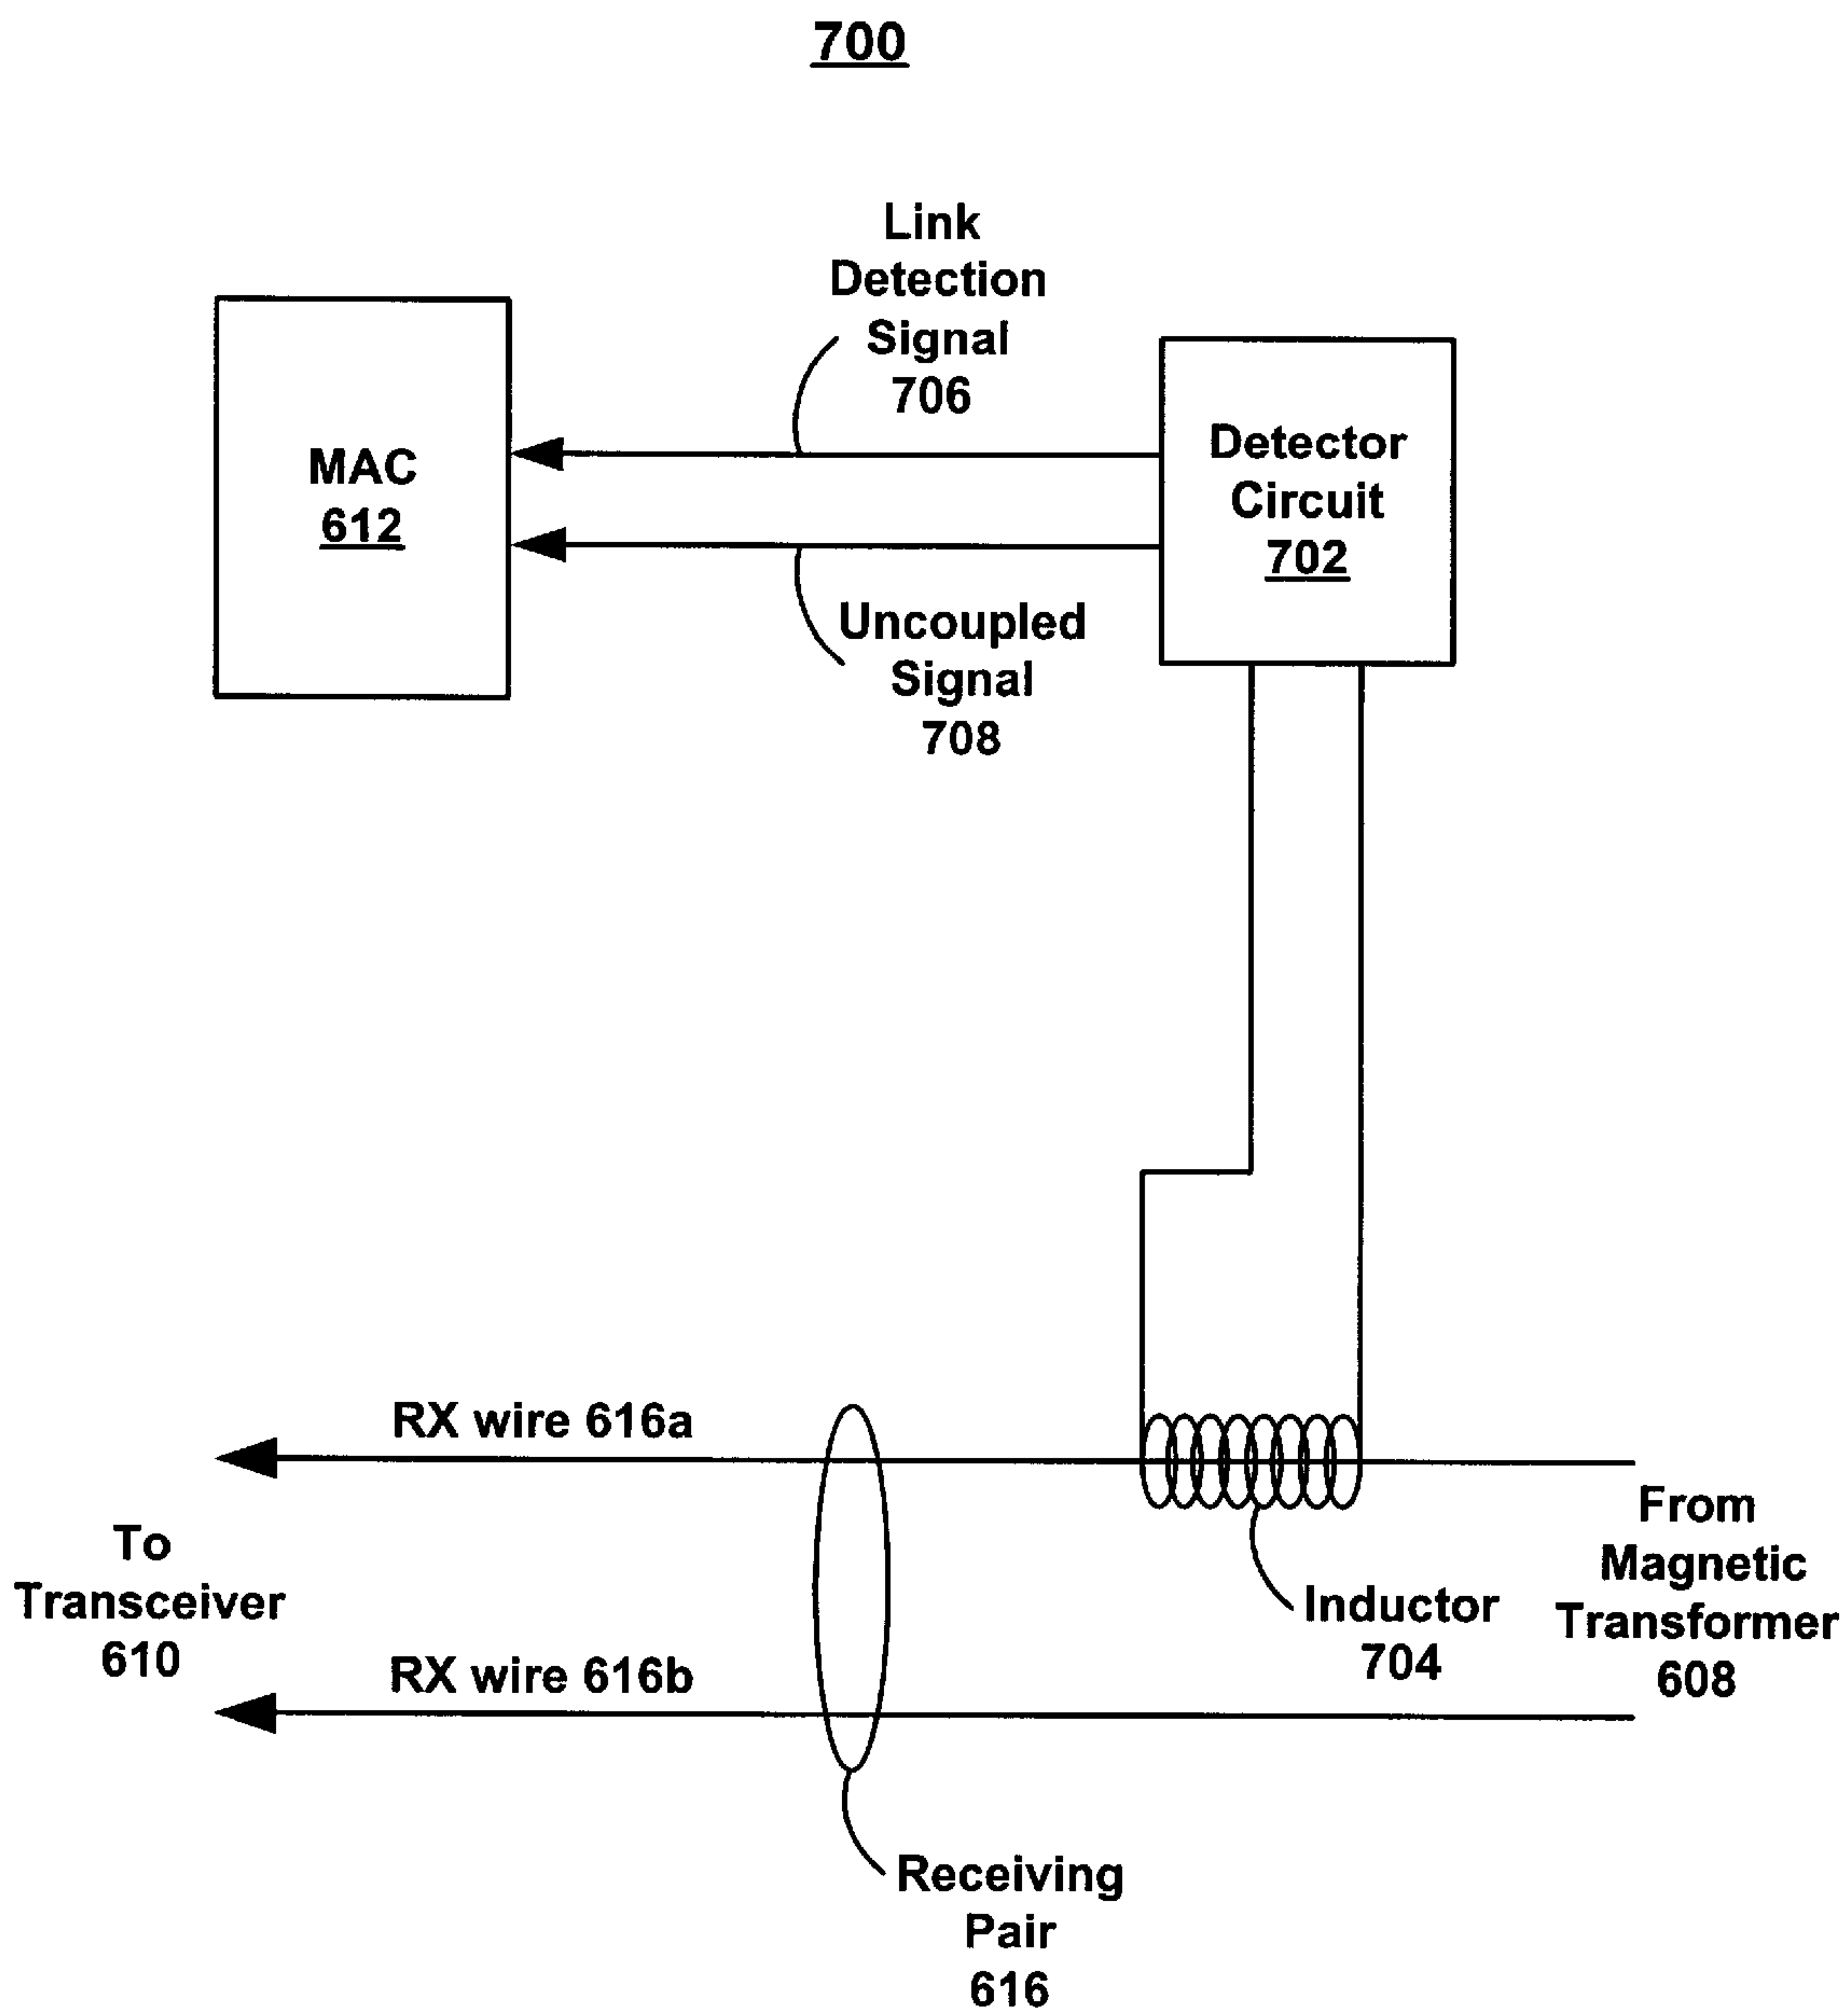 700
Link
Detection
Signal
706
MAC
612
Detector
Circuit
702
Uncoupled
Signal
708
RX wire 616a
To
Transceiver
610
RX wire 616b
Inductor
704
From
Magnetic
Transformer
608
Receiving
Pair
616